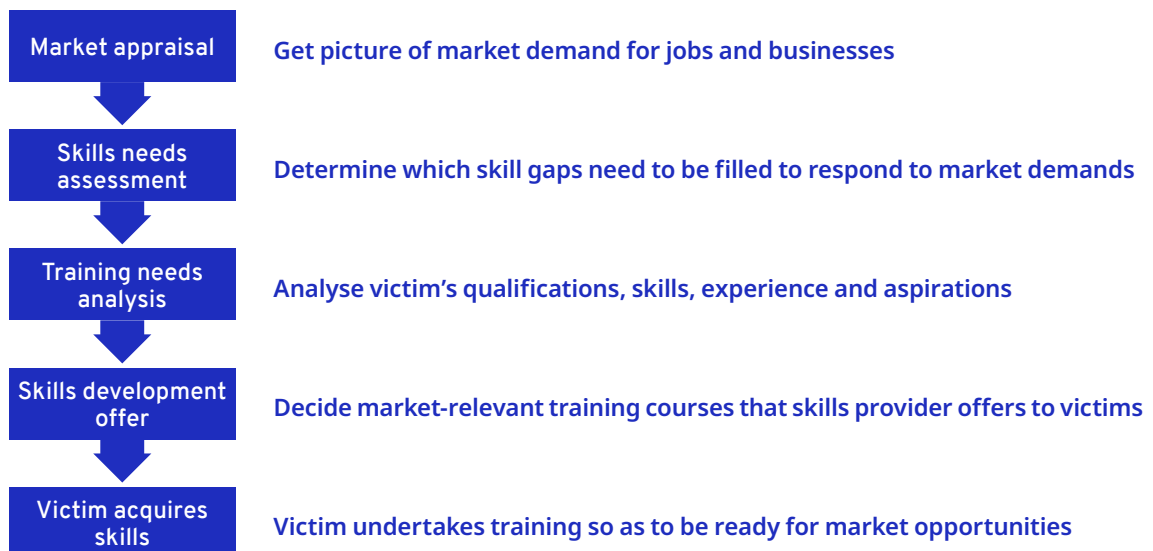 Market appraisal
Get picture of market demand for jobs and businesses
Skills needs
assessment
Determine which skill gaps need to be filled to respond to market demands
Training needs
analysis
Analyse victim’s qualifications, skills, experience and aspirations
Skills development
offer
Decide market-relevant training courses that skills provider offers to victims
Victim acquires
skills
Victim undertakes training so as to be ready for market opportunities